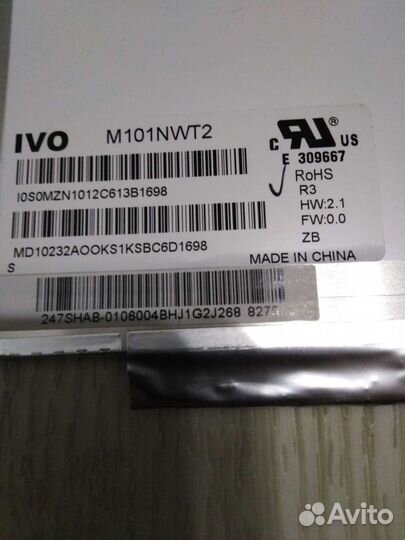 IVO M101NWT2
c RU US
E 309667
I0S0MZN1012C613B1698
RoHS
R3
HW:2.1
FW:0.0
MD10232AOOKS1KSBC6D1698
ZB
S
MADE IN CHINA
247SHAB-0106004BHJ1G2J268
Avito